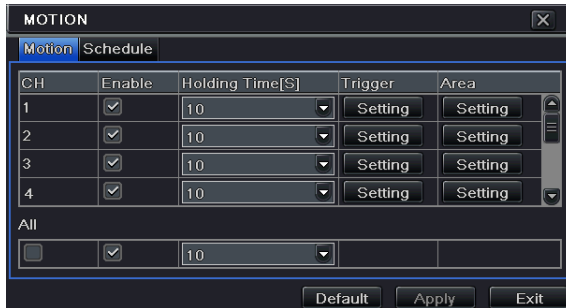 MOTION
Motion Schedule
CH Enable Holding Time[S] Trigger Area
1 10 Setting Setting
2 10 Setting Setting
3 10 Setting Setting
4 10 Setting Setting
All
10
Default Apply Exit